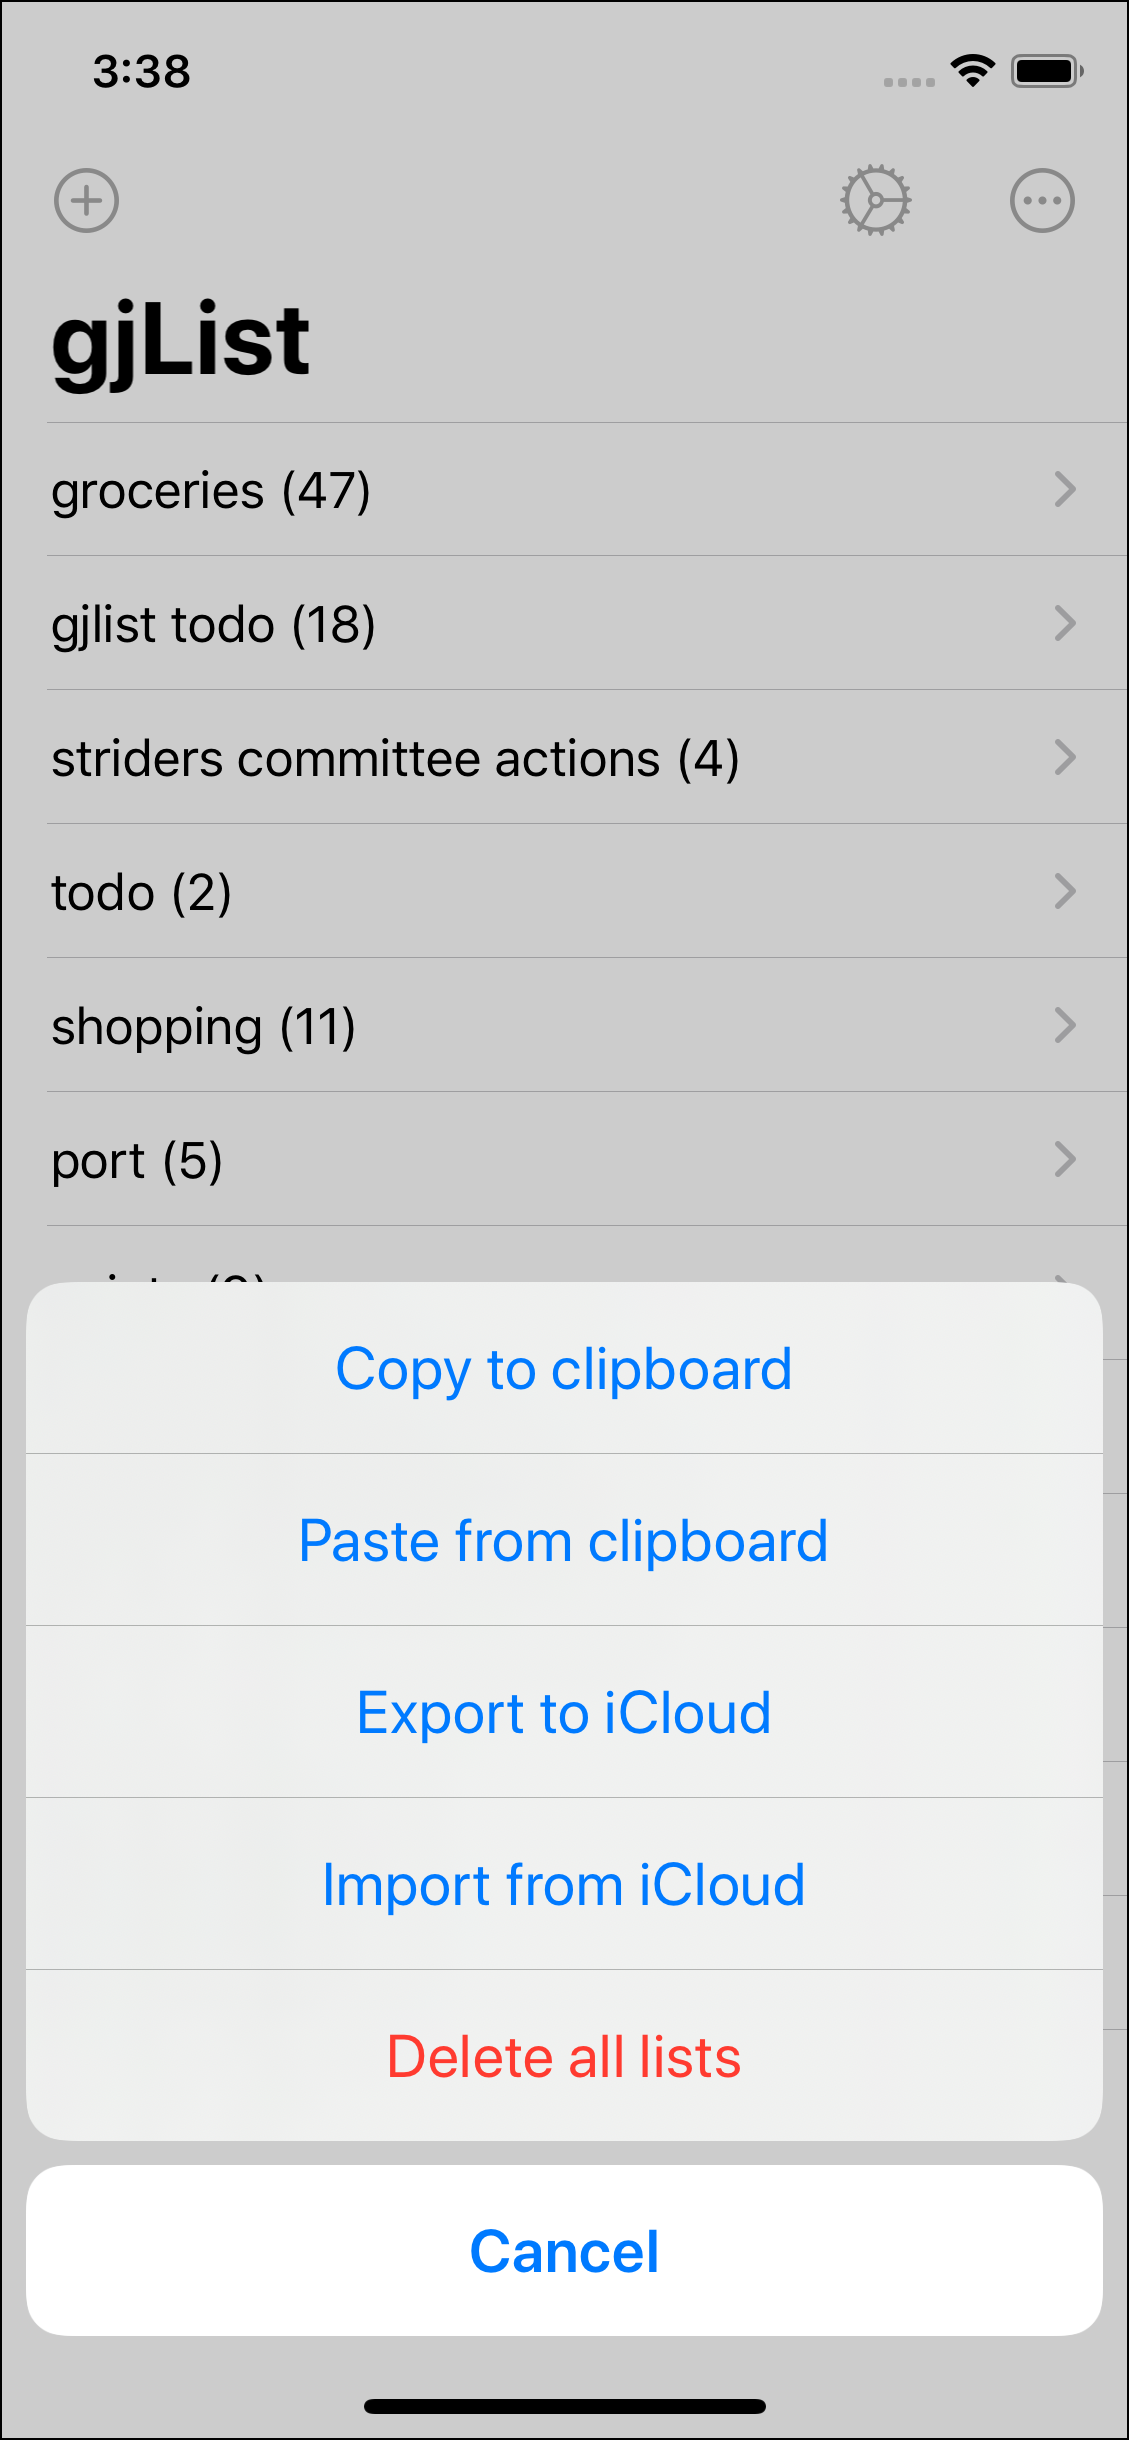 3:38
gjList
groceries (47)
gjlist todo (18)
striders committee actions (4)
todo (2)
shopping (11)
port (5)
Copy to clipboard
Paste from clipboard
Export to iCloud
Import from iCloud
Delete all lists
Cancel